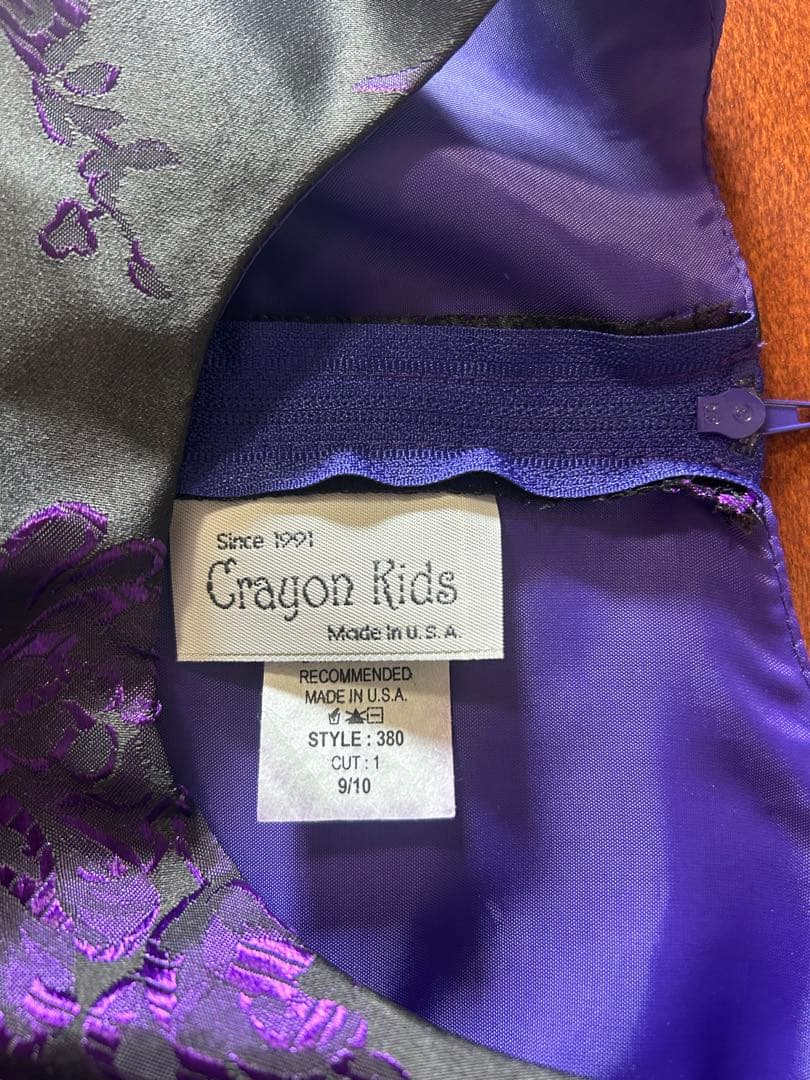 Since 1991
Crayon Kids
Made in U.S.A.
RECOMMENDED
MADE IN U.S.A.
STYLE : 380
CUT : 1
9/10